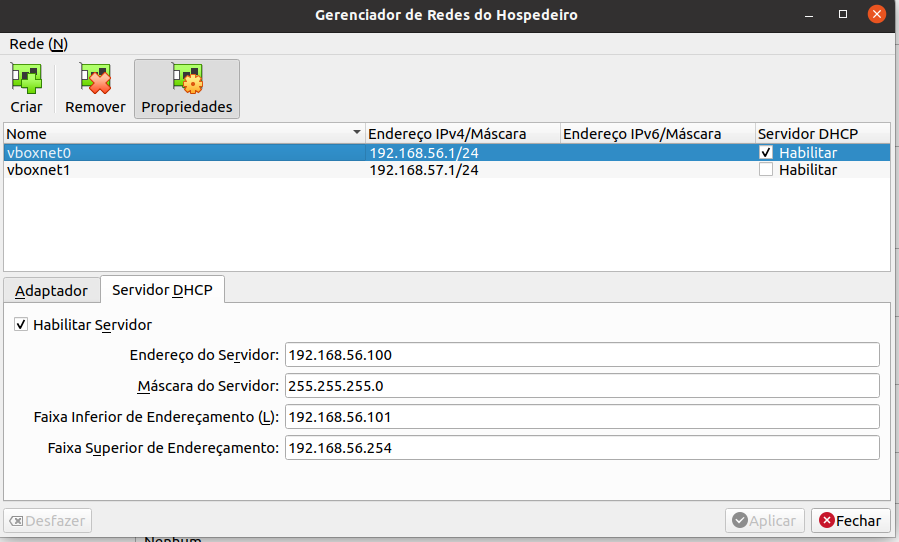 Gerenciador de Redes do Hospedeiro
Rede (N)
Criar Remover Propriedades
Nome Endereço IPv4/Máscara Endereço IPv6/Máscara Servidor DHCP
vboxnet0 192.168.56.1/24 Habilitar
vboxnet1 192.168.57.1/24 Habilitar
Adaptador Servidor DHCP
Habilitar Servidor
Endereço do Servidor: 192.168.56.100
Máscara do Servidor: 255.255.255.0
Faixa Inferior de Endereçamento (L): 192.168.56.101
Faixa Superior de Endereçamento: 192.168.56.254
Desfazer Aplicar Fechar
Nenhum